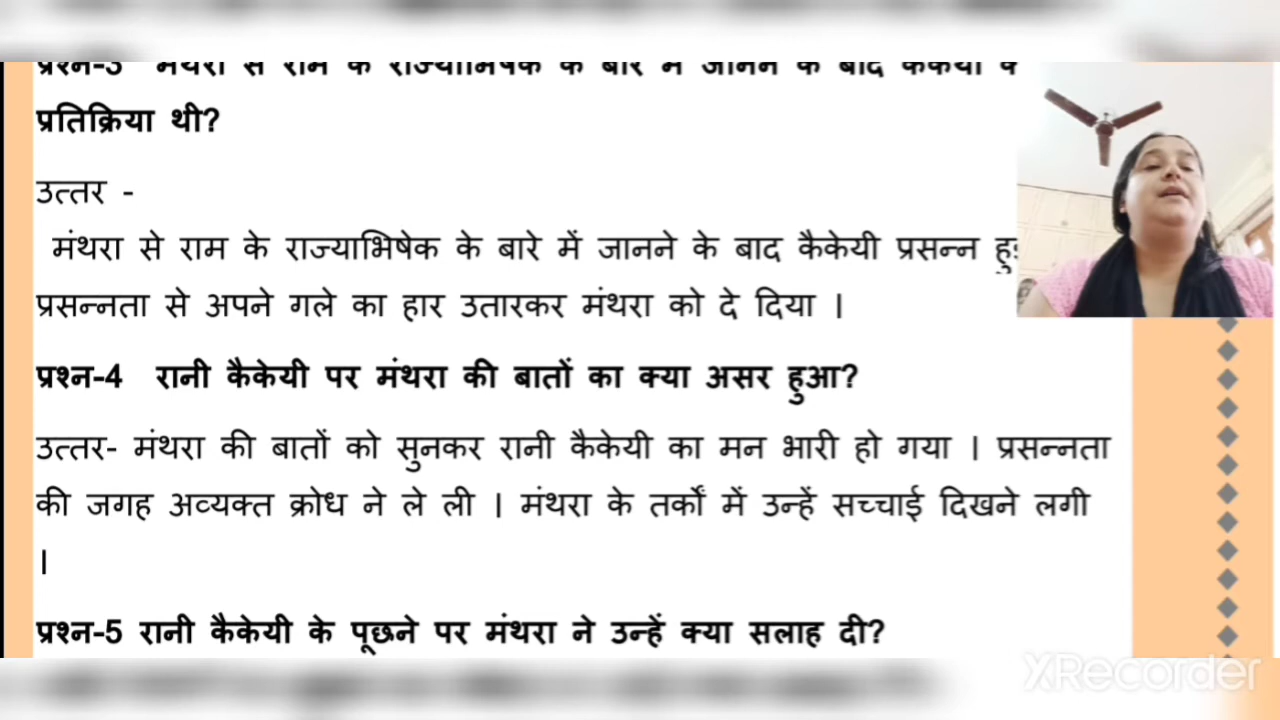 प्रतिक्रिया थी?
उत्तर -
मंथरा से राम के राज्याभिषेक के बारे में जानने के बाद कैकेयी प्रसन्न
प्रसन्नता से अपने गले का हार उतारकर मंथरा को दे दिया ।
प्रश्न-4 रानी कैकेयी पर मंथरा की बातों का क्या असर हुआ?
उत्तर- मंथरा की बातों को सुनकर रानी कैकेयी का मन भारी हो गया । प्रसन्नता
की जगह अव्यक्त क्रोध ने ले ली । मंथरा के तर्कों में उन्हें सच्चाई दिखने लगी
।
प्रश्न-5 रानी कैकेयी के पूछने पर मंथरा ने उन्हें क्या सलाह दी?
XRecorder